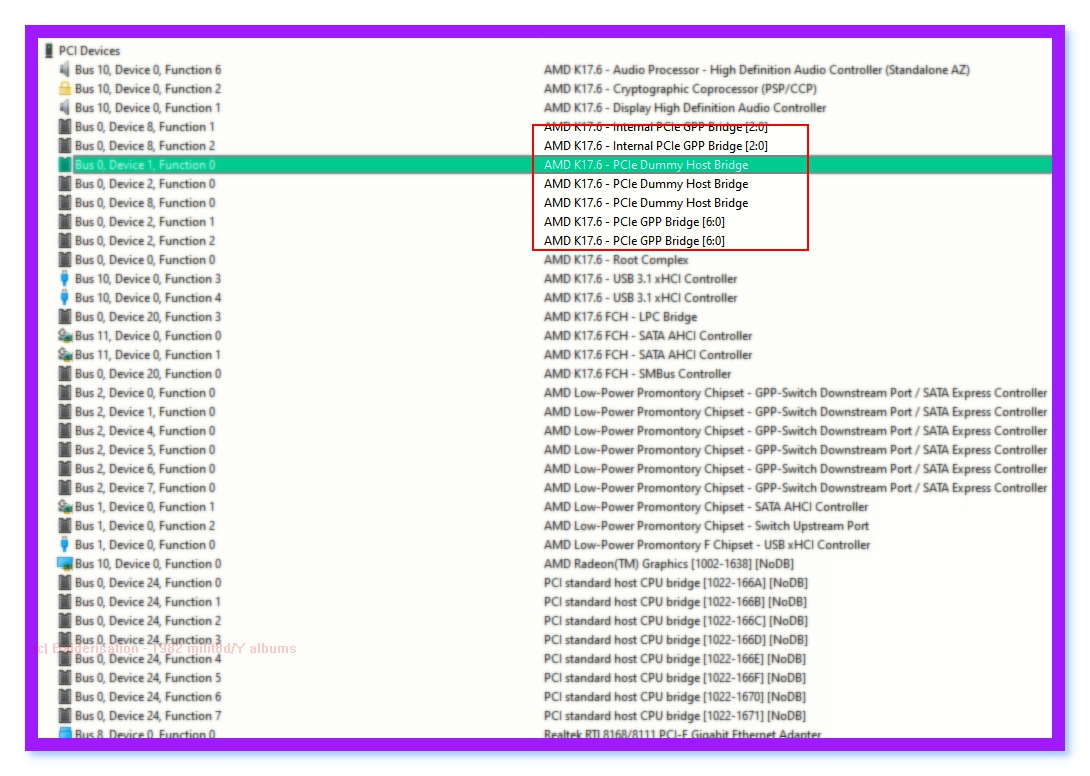 PCI Devices
Bus 10, Device 0, Function 6 AMD K17.6 - Audio Processor - High Definition Audio Controller (Standalone AZ)
Bus 10, Device 0, Function 2 AMD K17.6 - Cryptographic Coprocessor (PSP/CCP)
Bus 10, Device 0, Function 1 AMD K17.6 - Display High Definition Audio Controller
Bus 0, Device 8, Function 1 AMD K17.6 - Internal PCIe GPP Bridge [2:0]
Bus 0, Device 8, Function 2 AMD K17.6 - Internal PCIe GPP Bridge [2:0]
Bus 0, Device 1, Function 0 AMD K17.6 - PCIe Dummy Host Bridge
Bus 0, Device 2, Function 0 AMD K17.6 - PCIe Dummy Host Bridge
Bus 0, Device 8, Function 0 AMD K17.6 - PCIe Dummy Host Bridge
Bus 0, Device 2, Function 1 AMD K17.6 - PCIe GPP Bridge [6:0]
Bus 0, Device 2, Function 2 AMD K17.6 - PCIe GPP Bridge [6:0]
Bus 0, Device 0, Function 0 AMD K17.6 - Root Complex
Bus 10, Device 0, Function 3 AMD K17.6 - USB 3.1 xHCI Controller
Bus 10, Device 0, Function 4 AMD K17.6 - USB 3.1 xHCI Controller
Bus 0, Device 20, Function 3 AMD K17.6 FCH - LPC Bridge
Bus 11, Device 0, Function 0 AMD K17.6 FCH - SATA AHCI Controller
Bus 11, Device 0, Function 1 AMD K17.6 FCH - SATA AHCI Controller
Bus 0, Device 20, Function 0 AMD K17.6 FCH - SMBus Controller
Bus 2, Device 0, Function 0 AMD Low-Power Promontory Chipset - GPP-Switch Downstream Port / SATA Express Controller
Bus 2, Device 1, Function 0 AMD Low-Power Promontory Chipset - GPP-Switch Downstream Port / SATA Express Controller
Bus 2, Device 4, Function 0 AMD Low-Power Promontory Chipset - GPP-Switch Downstream Port / SATA Express Controller
Bus 2, Device 5, Function 0 AMD Low-Power Promontory Chipset - GPP-Switch Downstream Port / SATA Express Controller
Bus 2, Device 6, Function 0 AMD Low-Power Promontory Chipset - GPP-Switch Downstream Port / SATA Express Controller
Bus 2, Device 7, Function 0 AMD Low-Power Promontory Chipset - GPP-Switch Downstream Port / SATA Express Controller
Bus 1, Device 0, Function 1 AMD Low-Power Promontory Chipset - SATA AHCI Controller
Bus 1, Device 0, Function 2 AMD Low-Power Promontory Chipset - Switch Upstream Port
Bus 1, Device 0, Function 0 AMD Low-Power Promontory F Chipset - USB xHCI Controller
Bus 10, Device 0, Function 0 AMD Radeon(TM) Graphics [1002-1638] [NoDB]
Bus 0, Device 24, Function 0 PCI standard host CPU bridge [1022-166A] [NoDB]
Bus 0, Device 24, Function 1 PCI standard host CPU bridge [1022-166B] [NoDB]
Bus 0, Device 24, Function 2 PCI standard host CPU bridge [1022-166C] [NoDB]
Bus 0, Device 24, Function 3 PCI standard host CPU bridge [1022-166D] [NoDB]
- 1982 albums
Bus 0, Device 24, Function 4 PCI standard host CPU bridge [1022-166E] [NoDB]
Bus 0, Device 24, Function 5 PCI standard host CPU bridge [1022-166F] [NoDB]
Bus 0, Device 24, Function 6 PCI standard host CPU bridge [1022-1670] [NoDB]
Bus 0, Device 24, Function 7 PCI standard host CPU bridge [1022-1671] [NoDB]
Bus 8, Device 0, Function 0 Realtek RTL8168/8111 PCI-E Gigabit Ethernet Adapter